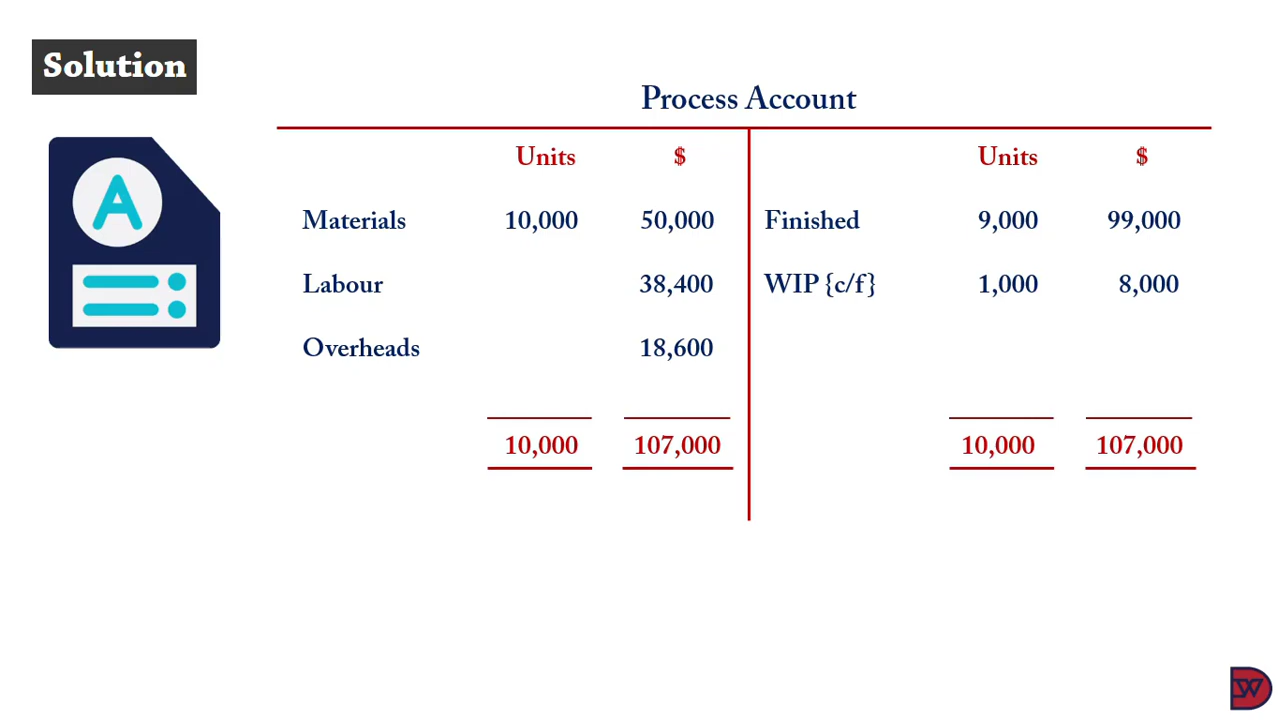 Solution
Process Account
Units $ Units $
Materials 10,000 50,000 Finished 9,000 99,000
Labour 38,400 WIP {c/f} 1,000 8,000
Overheads 18,600
10,000 107,000 10,000 107,000
A
DW